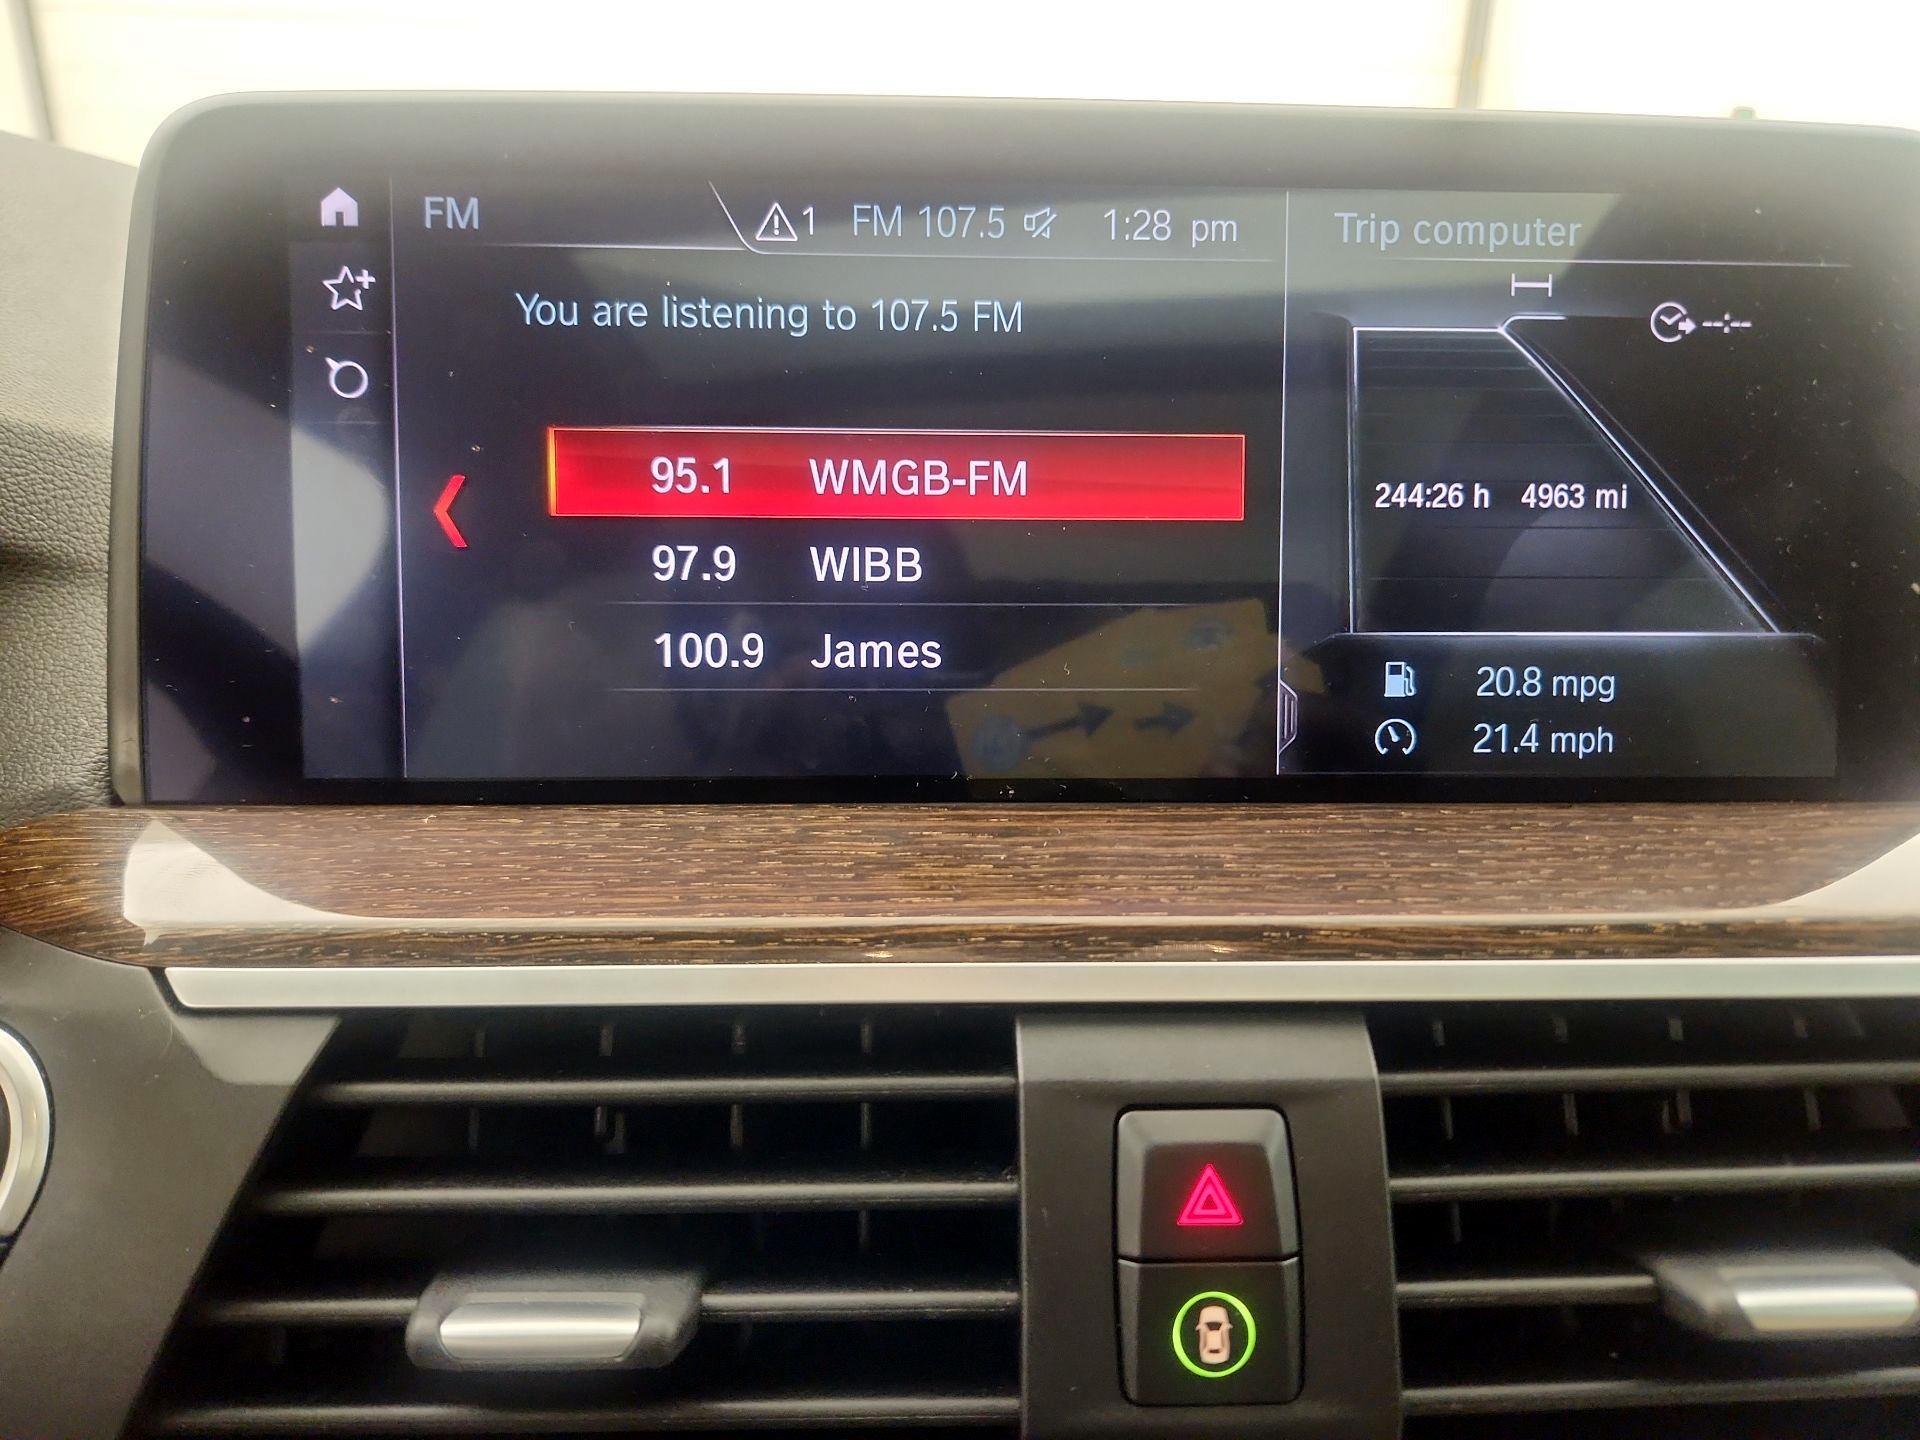 FM
1 FM 107.5 1:28 pm
Trip computer
You are listening to 107.5 FM
--:--
95.1 WMGB-FM
97.9 WIBB
100.9 James
244:26 h 4963 mi
20.8 mpg
21.4 mph